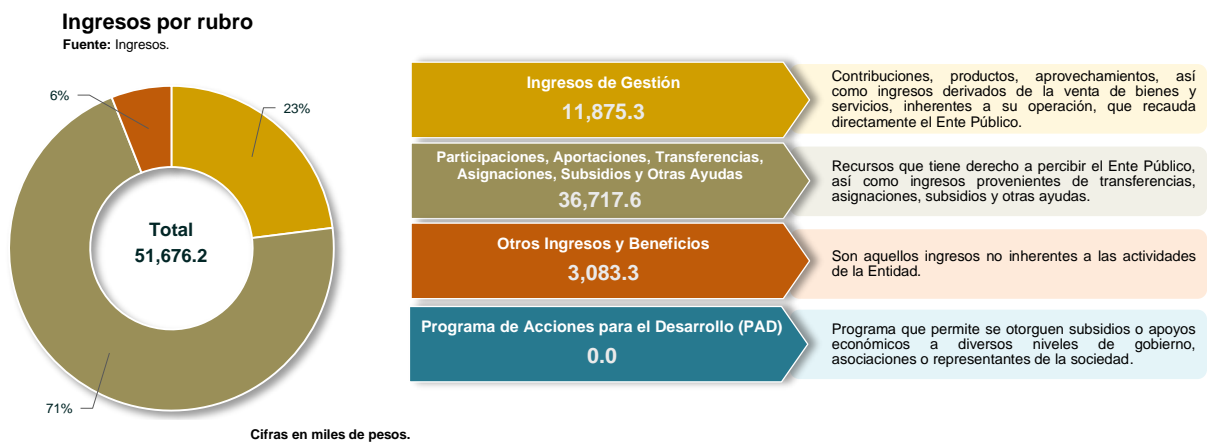 Ingresos por rubro
Fuente: Ingresos.
6%
23%
Total
51,676.2
71%
Ingresos de Gestión
11,875.3
Contribuciones, productos, aprovechamientos, así
como ingresos derivados de la venta de bienes y
servicios, inherentes a su operación, que recauda
directamente el Ente Público.
Participaciones, Aportaciones, Transferencias,
Asignaciones, Subsidios y Otras Ayudas
36,717.6
Recursos que tiene derecho a percibir el Ente Público,
así como ingresos provenientes de transferencias,
asignaciones, subsidios y otras ayudas.
Otros Ingresos y Beneficios
3,083.3
Son aquellos ingresos no inherentes a las actividades
de la Entidad.
Programa de Acciones para el Desarrollo (PAD)
0.0
Programa que permite se otorguen subsidios o apoyos
económicos a diversos niveles de gobierno,
asociaciones o representantes de la sociedad.
Cifras en miles de pesos.